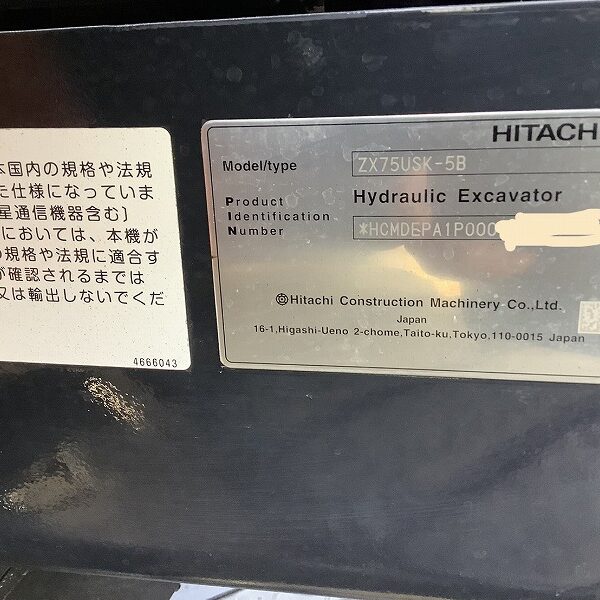 本国内の規格や法規
た仕様になっていま
星通信機器含む〕
においては、本機が
の規格や法規に適合す
が確認されるまでは
又は輸出しないでくだ
4666043
HITACH
Model/type ZX75USK-5B
Product Hydraulic Excavator
Identification
Number *HCMDEPA1P000
Hitachi Construction Machinery Co.,Ltd.
Japan
16-1,Higashi-Ueno 2-chome,Taito-ku,Tokyo,110-0015 Japan